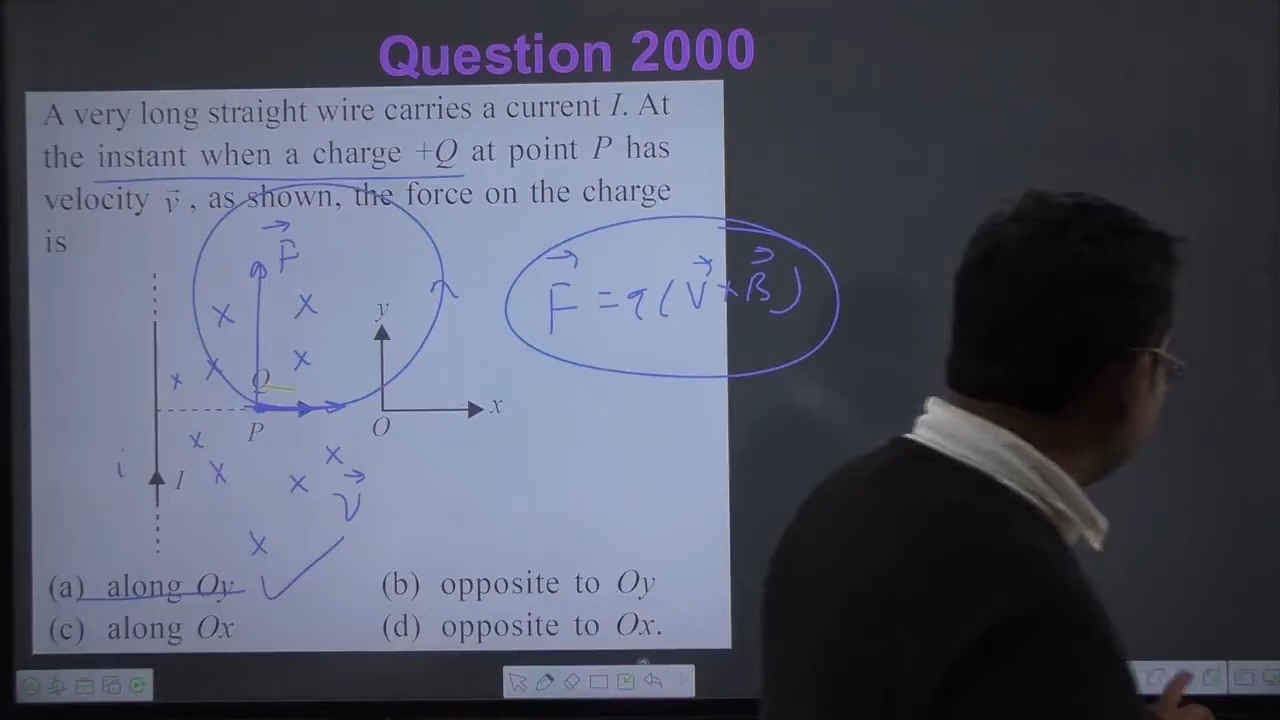 Question 2000
A very long straight wire carries a current I. At
the instant when a charge +Q at point P has
velocity v⃗ , as shown, the force on the charge
is
F⃗
F⃗ = q(v⃗ × B⃗)
y
Q
P
O
x
i
I
v⃗
(a) along Oy
(b) opposite to Oy
(c) along Ox
(d) opposite to Ox.